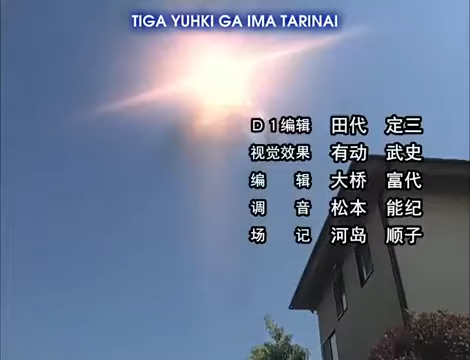 TIGA YUHKI GA IMA TARINAI
D1编辑 田代 定三
视觉效果 有动 武史
编 辑 大桥 富代
调 音 松本 能纪
场 记 河岛 顺子